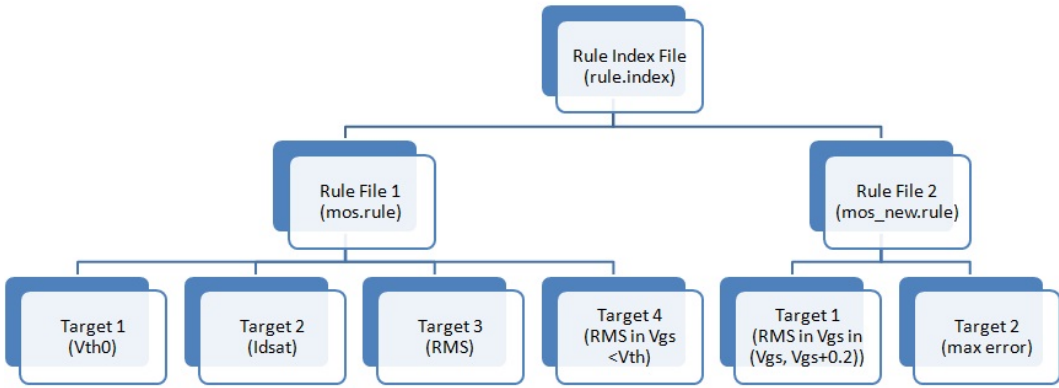 Rule Index File
(rule.index)
Rule File 1
(mos.rule)
Rule File 2
(mos_new.rule)
Target 1
(Vth0)
Target 2
(Idsat)
Target 3
(RMS)
Target 4
(RMS in Vgs
<Vth)
Target 1
(RMS in Vgs in
(Vgs, Vgs+0.2))
Target 2
(max error)